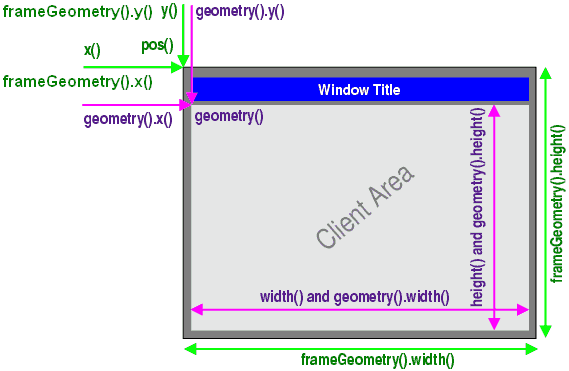 frameGeometry().y() y() geometry().y()
x() pos()
frameGeometry().x()
Window Title
geometry().x() geometry()
Client Area
height() and geometry().height()
frameGeometry().height()
width() and geometry().width()
frameGeometry().width()